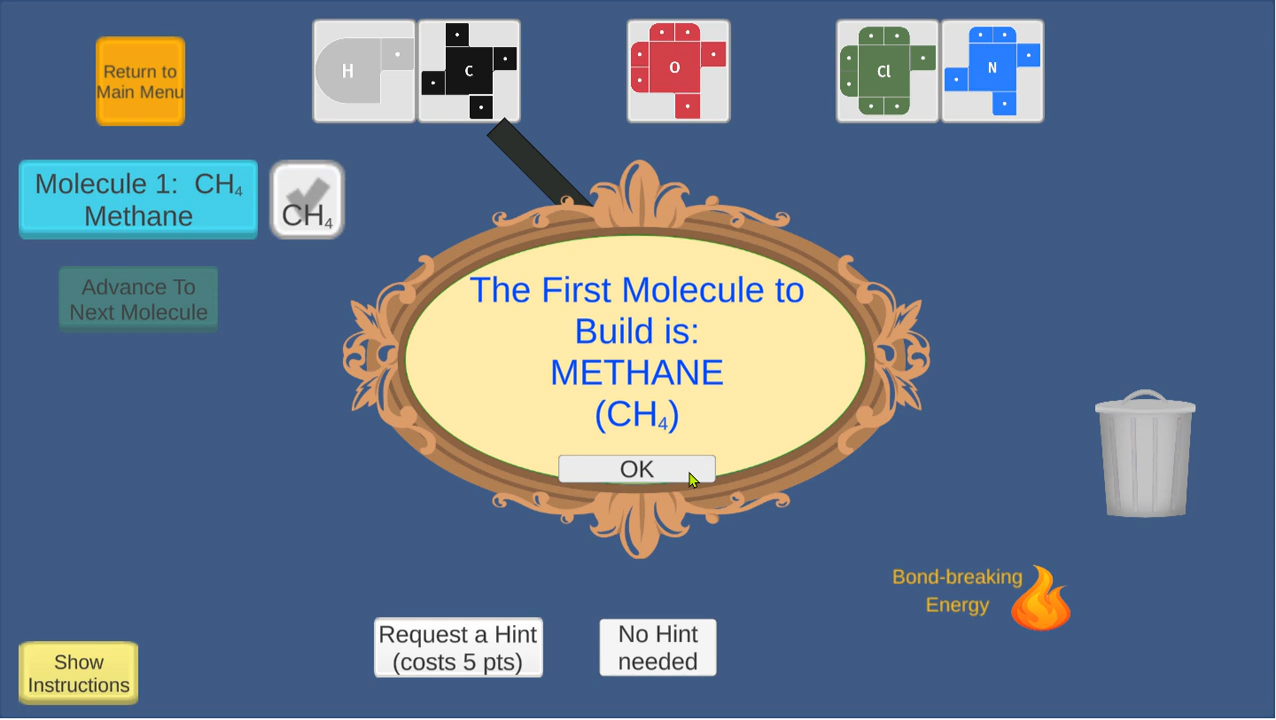 Return to
Main Menu
H
C
O
Cl
N
Molecule 1: CH₄
Methane
CH₄
Advance To
Next Molecule
The First Molecule to
Build is:
METHANE
(CH₄)
OK
Bond-breaking
Energy
Request a Hint
(costs 5 pts)
No Hint
needed
Show
Instructions